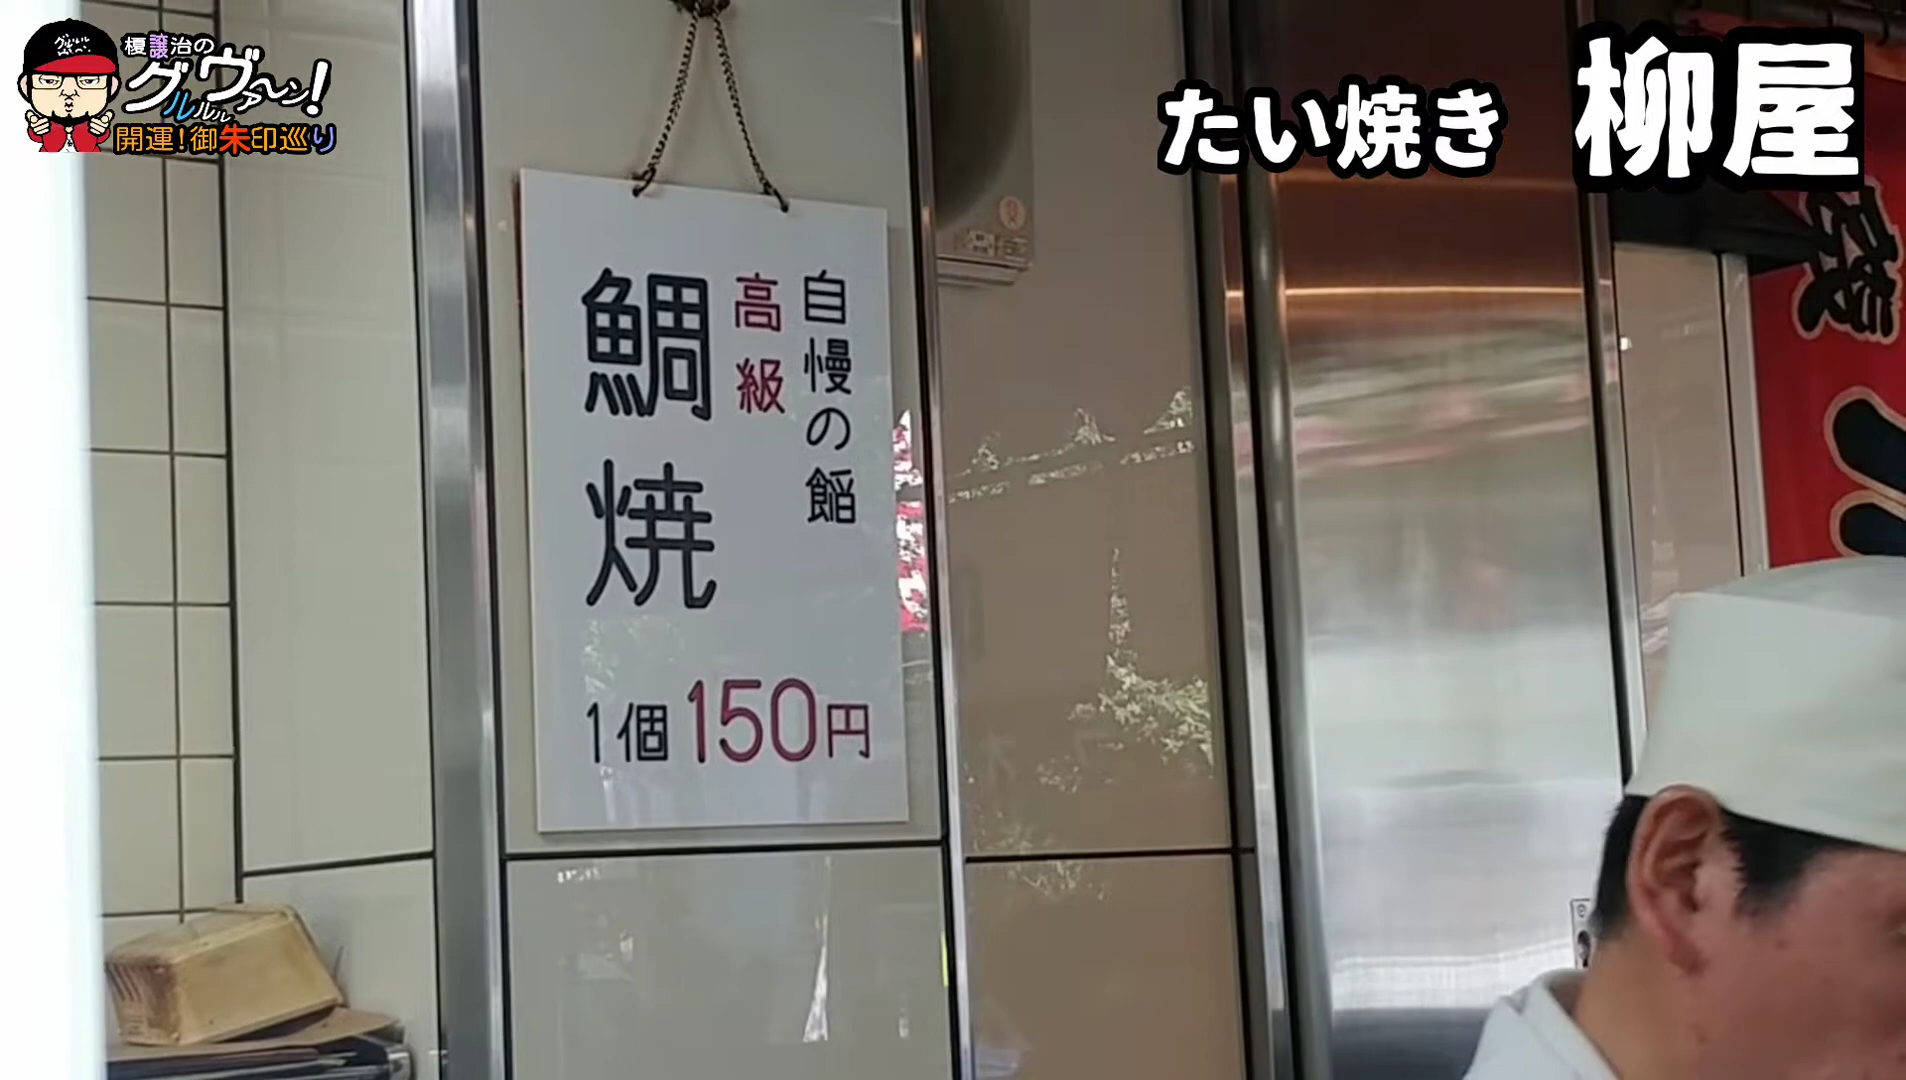 榎譲治の
グルルルヴァ〜ン!
開運!御朱印巡り
たい焼き 柳屋
自慢の餡
高級
鯛焼
1個150円